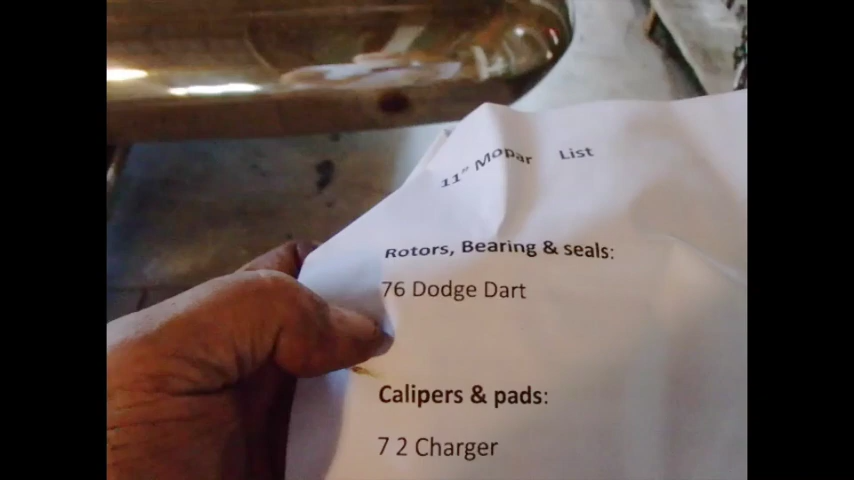 11" Mopar List
Rotors, Bearing & seals:
76 Dodge Dart
Calipers & pads:
7 2 Charger